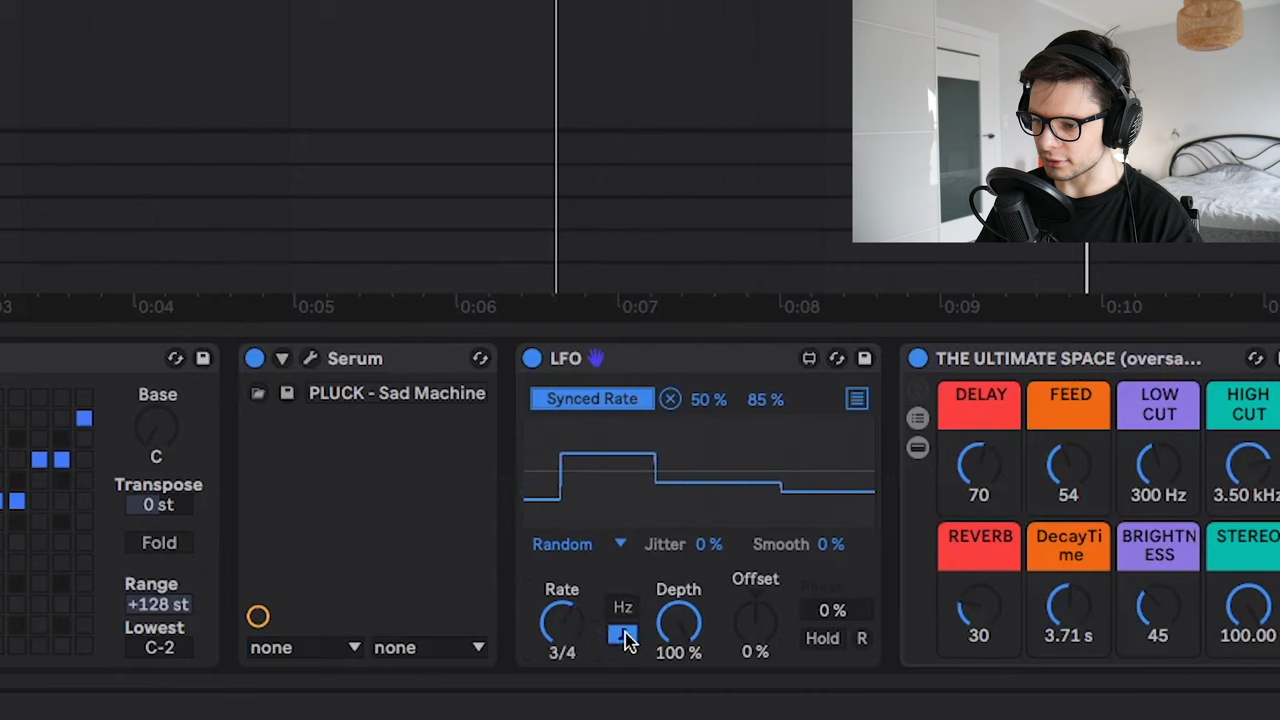 0:04
0:05
0:06
0:07
0:08
0:09
0:10
Base
C
Transpose
0 st
Fold
Range
+128 st
Lowest
C-2
Serum
PLUCK - Sad Machine
none
none
LFO
Synced Rate
50 %
85 %
Random
Jitter 0 %
Smooth 0 %
Rate
3/4
Hz
Depth
100 %
Offset
0 %
Phase
0 %
Hold
R
THE ULTIMATE SPACE (oversa...
DELAY
70
FEED
54
LOW
CUT
300 Hz
HIGH
CUT
3.50 kHz
REVERB
30
DecayTi
me
3.71 s
BRIGHTN
ESS
45
STEREO
100.00